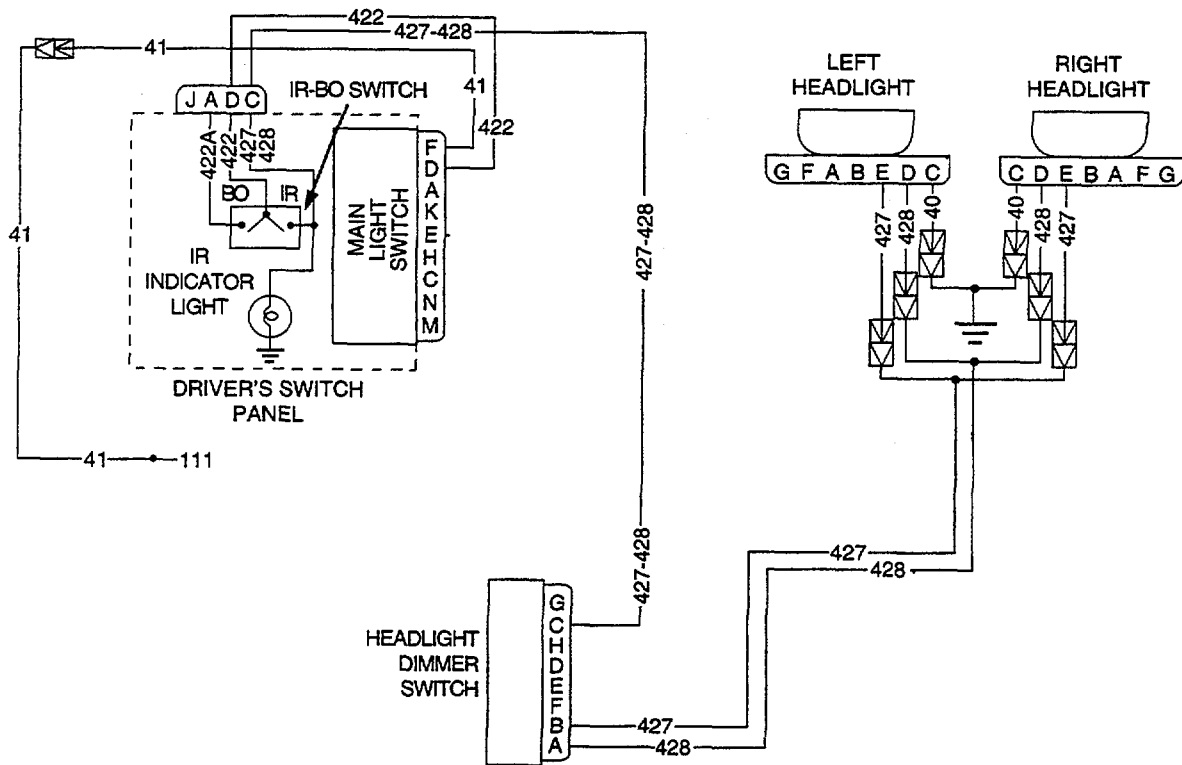 422
427-428
41
41
422
J A D C
IR-BO SWITCH
422A
422
427
428
BO
IR
IR
INDICATOR
LIGHT
MAIN
LIGHT
SWITCH
F
D
A
K
E
H
C
N
M
DRIVER'S SWITCH
PANEL
41
41
111
427-428
427-428
LEFT
HEADLIGHT
RIGHT
HEADLIGHT
G F A B E D C
C D E B A F G
427
428
40
40
428
427
427
428
HEADLIGHT
DIMMER
SWITCH
G
C
H
D
E
F
B
A
427
428